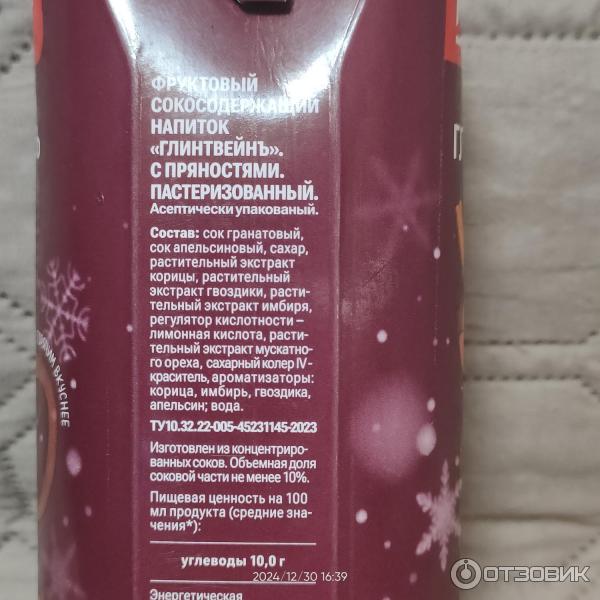 ФРУКТОВЫЙ
СОКОСОДЕРЖАЩИЙ
НАПИТОК
«ГЛИНТВЕЙНЪ».
С ПРЯНОСТЯМИ.
ПАСТЕРИЗОВАННЫЙ.
Асептически упакованый.
Состав: сок гранатовый,
сок апельсиновый, сахар,
растительный экстракт
корицы, растительный
экстракт гвоздики, расти-
тельный экстракт имбиря,
регулятор кислотности –
лимонная кислота, расти-
тельный экстракт мускатно-
го ореха, сахарный колер IV-
краситель, ароматизаторы:
корица, имбирь, гвоздика,
апельсин; вода.
ТУ10.32.22-005-45231145-2023
Изготовлен из концентриро-
ванных соков. Объемная доля
соковой части не менее 10%.
Пищевая ценность на 100
мл продукта (средние зна-
чения*):
углеводы 10,0 г
Энергетическая
ВКУСНЕЕ
2024/12/30 16:39
ОТЗОВИК